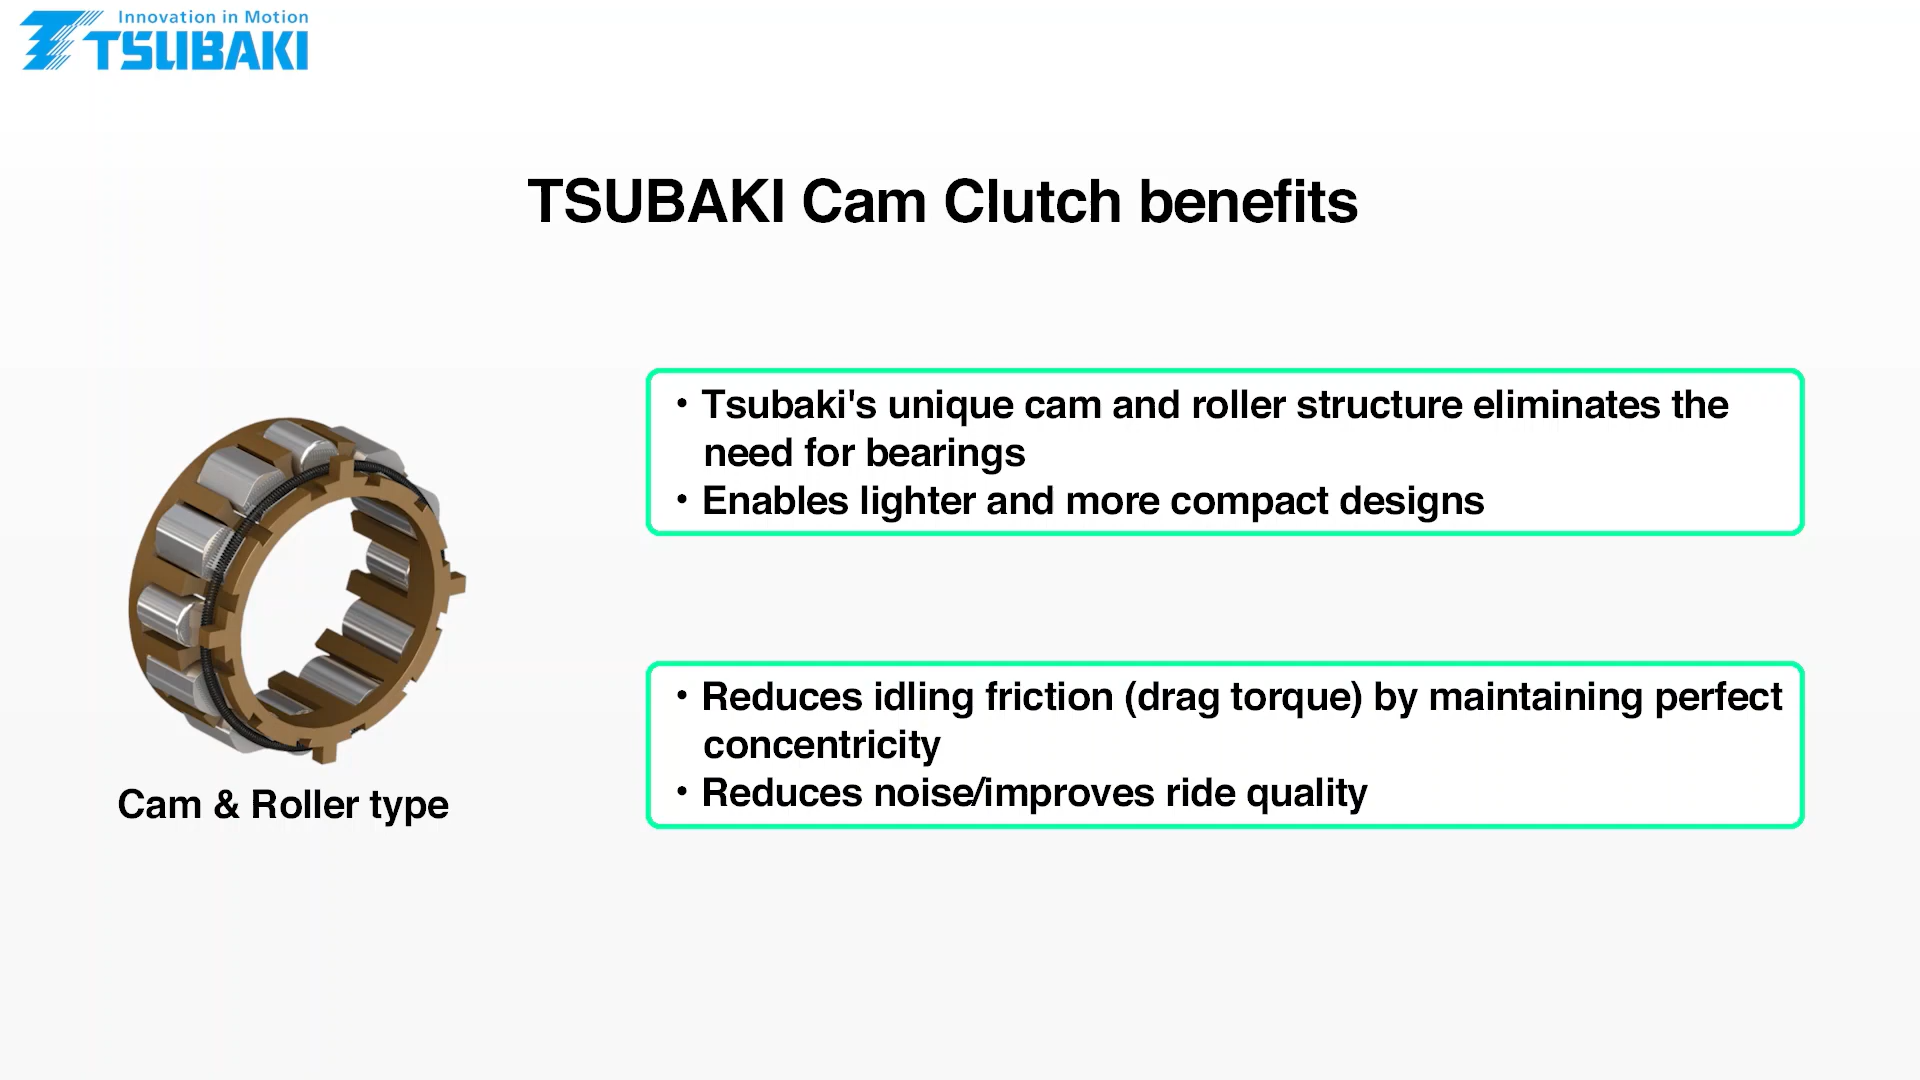 Innovation in Motion
TSUBAKI
TSUBAKI Cam Clutch benefits
・Tsubaki's unique cam and roller structure eliminates the
need for bearings
・Enables lighter and more compact designs
・Reduces idling friction (drag torque) by maintaining perfect
concentricity
・Reduces noise/improves ride quality
Cam & Roller type